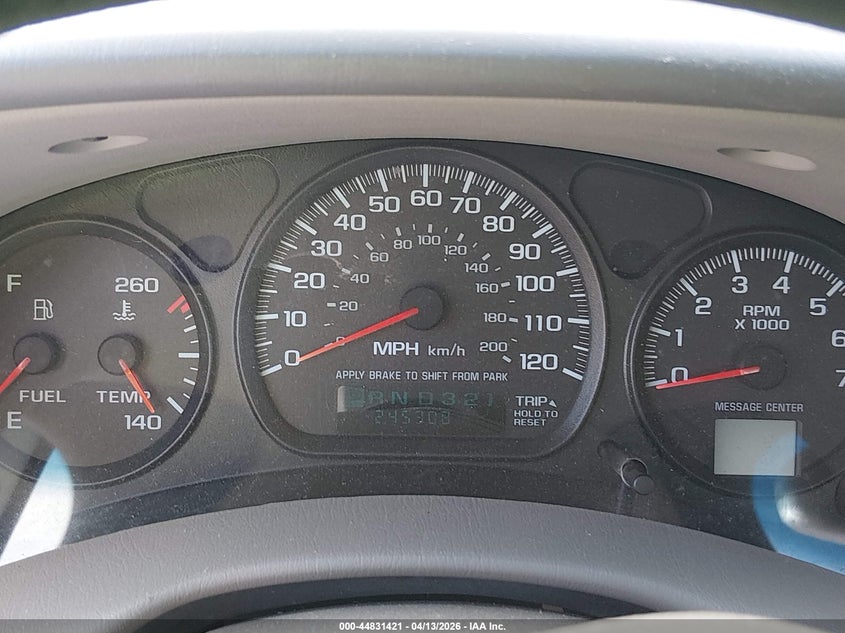 F
260
FUEL
TEMP
E
140
0
10
20
30
40
50
60
70
80
90
100
110
120
20
40
60
80
100
120
140
160
180
200
MPH km/h
APPLY BRAKE TO SHIFT FROM PARK
P R N D 3 2 1
245308
TRIP
HOLD TO
RESET
0
1
2
3
4
5
6
7
RPM
X 1000
MESSAGE CENTER
000-44831421 04/13/2026 - IAA Inc.